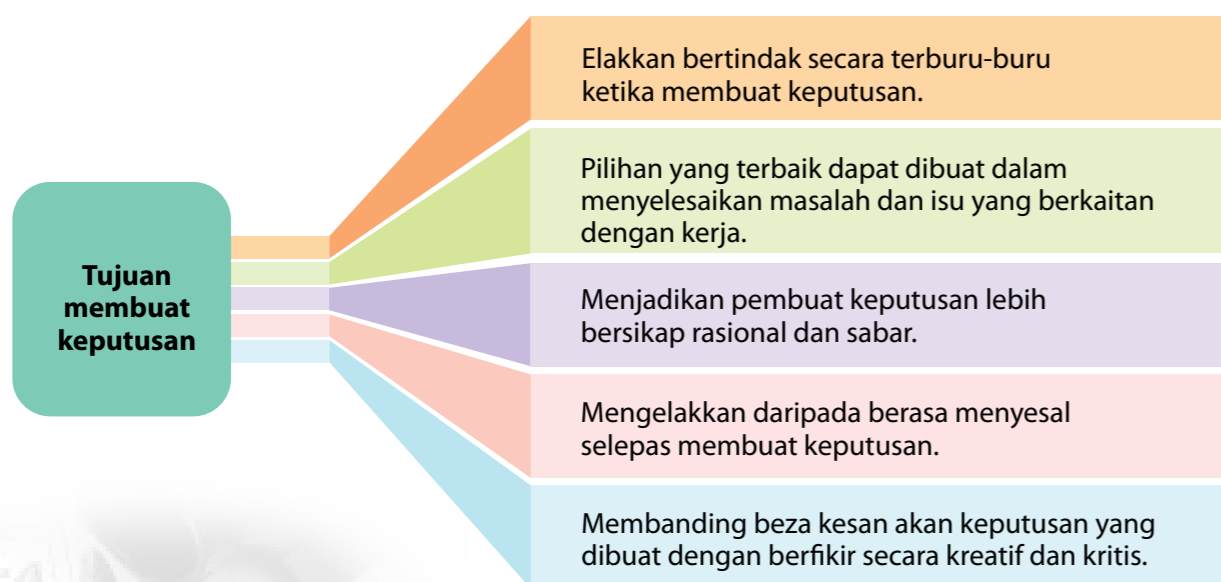 Tujuan
membuat
keputusan
Elakkan bertindak secara terburu-buru
ketika membuat keputusan.
Pilihan yang terbaik dapat dibuat dalam
menyelesaikan masalah dan isu yang berkaitan
dengan kerja.
Menjadikan pembuat keputusan lebih
bersikap rasional dan sabar.
Mengelakkan daripada berasa menyesal
selepas membuat keputusan.
Membanding beza kesan akan keputusan yang
dibuat dengan berfikir secara kreatif dan kritis.